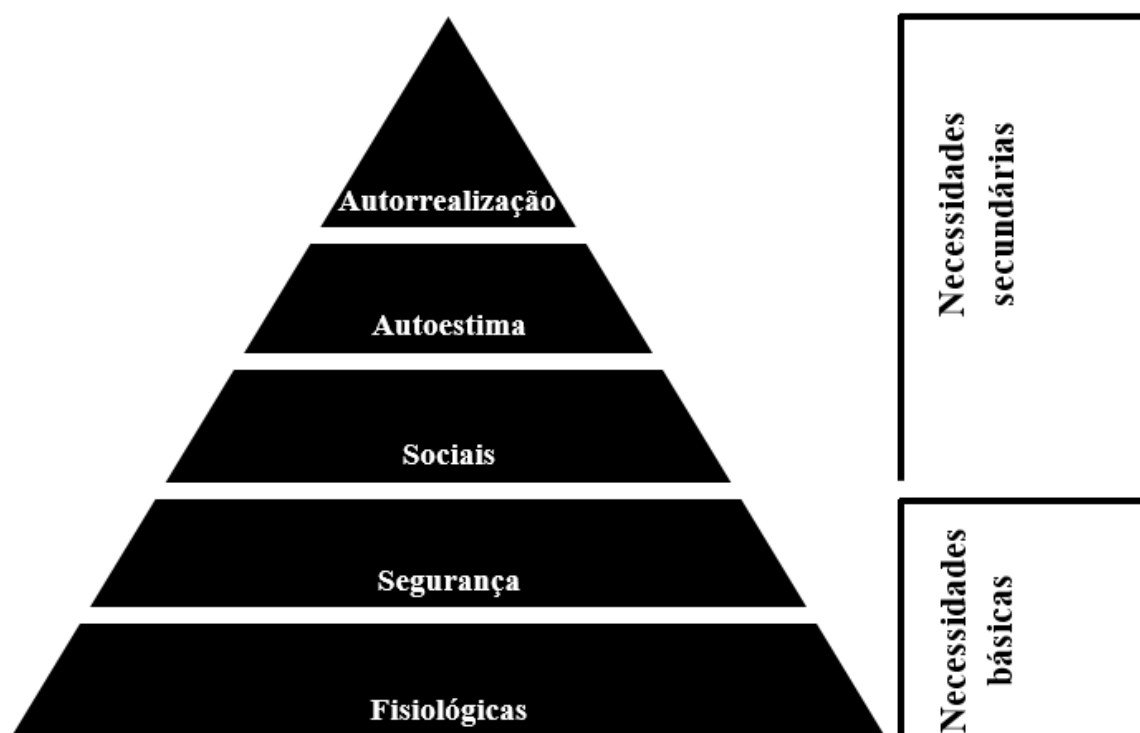 Autorrealização
Autoestima
Sociais
Segurança
Fisiológicas
Necessidades
secundárias
Necessidades
básicas